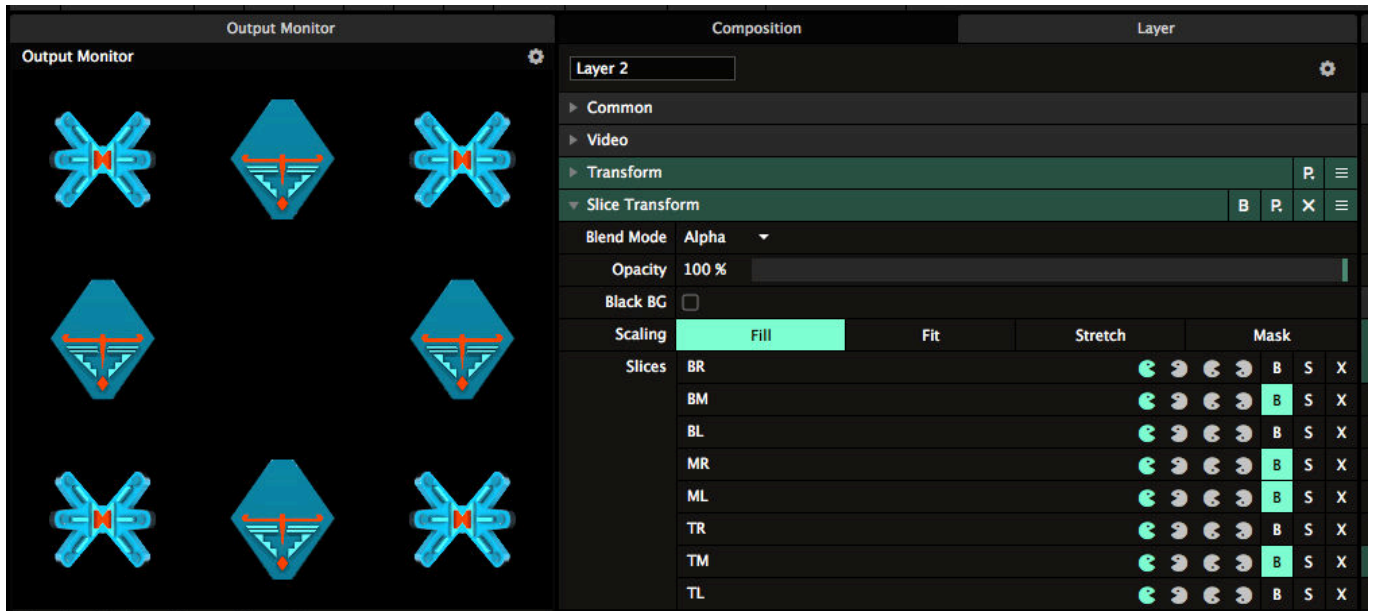 Output Monitor
Output Monitor
Composition Layer
Layer 2
Common
Video
Transform P.
Slice Transform B P. X
Blend Mode Alpha
Opacity 100 %
Black BG
Scaling Fill Fit Stretch Mask
Slices BR B S X
BM B S X
BL B S X
MR B S X
ML B S X
TR B S X
TM B S X
TL B S X